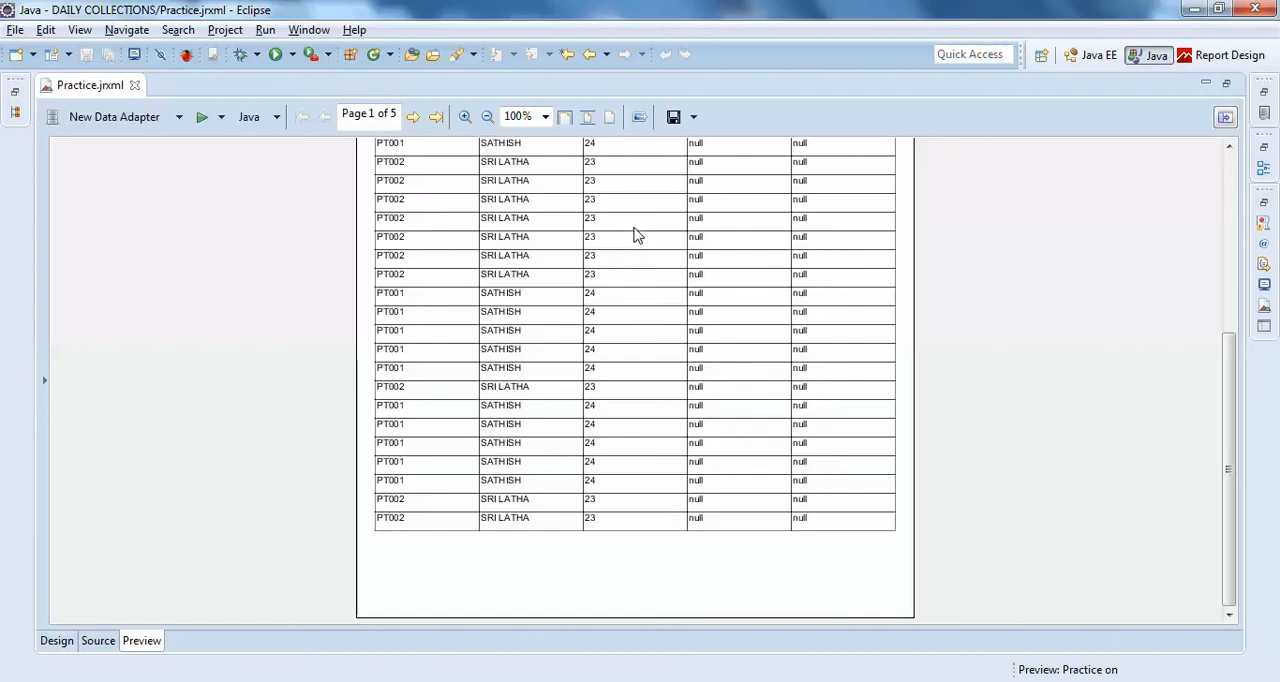 Java - DAILY COLLECTIONS/Practice.jrxml - Eclipse
File Edit View Navigate Search Project Run Window Help
Quick Access Java EE Java Report Design
Practice.jrxml
New Data Adapter Java Page 1 of 5 100%
PT001 SATHISH 24 null null
PT002 SRI LATHA 23 null null
PT002 SRI LATHA 23 null null
PT002 SRI LATHA 23 null null
PT002 SRI LATHA 23 null null
PT002 SRI LATHA 23 null null
PT002 SRI LATHA 23 null null
PT002 SRI LATHA 23 null null
PT001 SATHISH 24 null null
PT001 SATHISH 24 null null
PT001 SATHISH 24 null null
PT001 SATHISH 24 null null
PT001 SATHISH 24 null null
PT002 SRI LATHA 23 null null
PT001 SATHISH 24 null null
PT001 SATHISH 24 null null
PT001 SATHISH 24 null null
PT001 SATHISH 24 null null
PT001 SATHISH 24 null null
PT002 SRI LATHA 23 null null
PT002 SRI LATHA 23 null null
Design Source Preview
Preview: Practice on